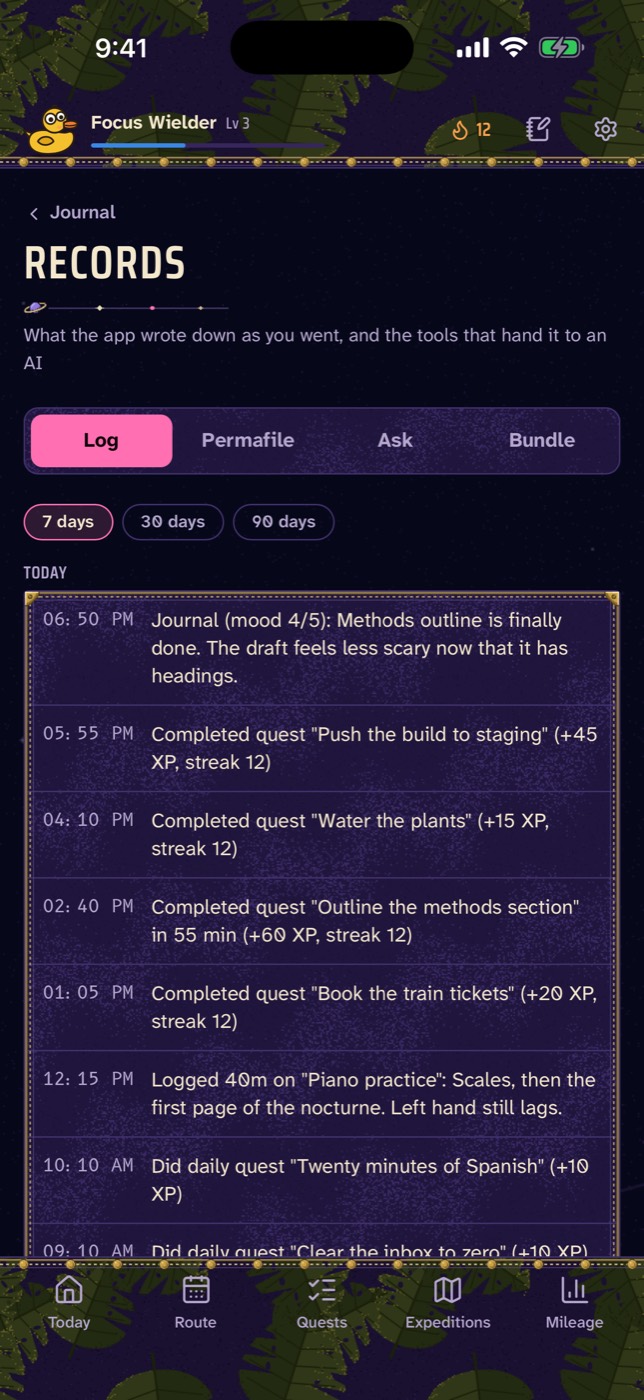 9:41
Focus Wielder Lv 3
12
Journal
RECORDS
What the app wrote down as you went, and the tools that hand it to an
AI
Log Permafile Ask Bundle
7 days 30 days 90 days
TODAY
06:50 PM Journal (mood 4/5): Methods outline is finally
done. The draft feels less scary now that it has
headings.
05:55 PM Completed quest "Push the build to staging" (+45
XP, streak 12)
04:10 PM Completed quest "Water the plants" (+15 XP,
streak 12)
02:40 PM Completed quest "Outline the methods section"
in 55 min (+60 XP, streak 12)
01:05 PM Completed quest "Book the train tickets" (+20 XP,
streak 12)
12:15 PM Logged 40m on "Piano practice": Scales, then the
first page of the nocturne. Left hand still lags.
10:10 AM Did daily quest "Twenty minutes of Spanish" (+10
XP)
09:10 AM Did daily quest "Clear the inbox to zero" (+10 XP)
Today Route Quests Expeditions Mileage